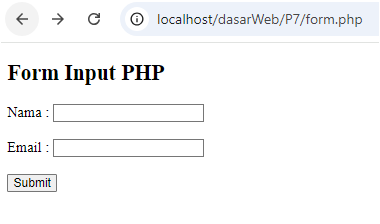 localhost/dasarWeb/P7/form.php
Form Input PHP
Nama :
Email :
Submit